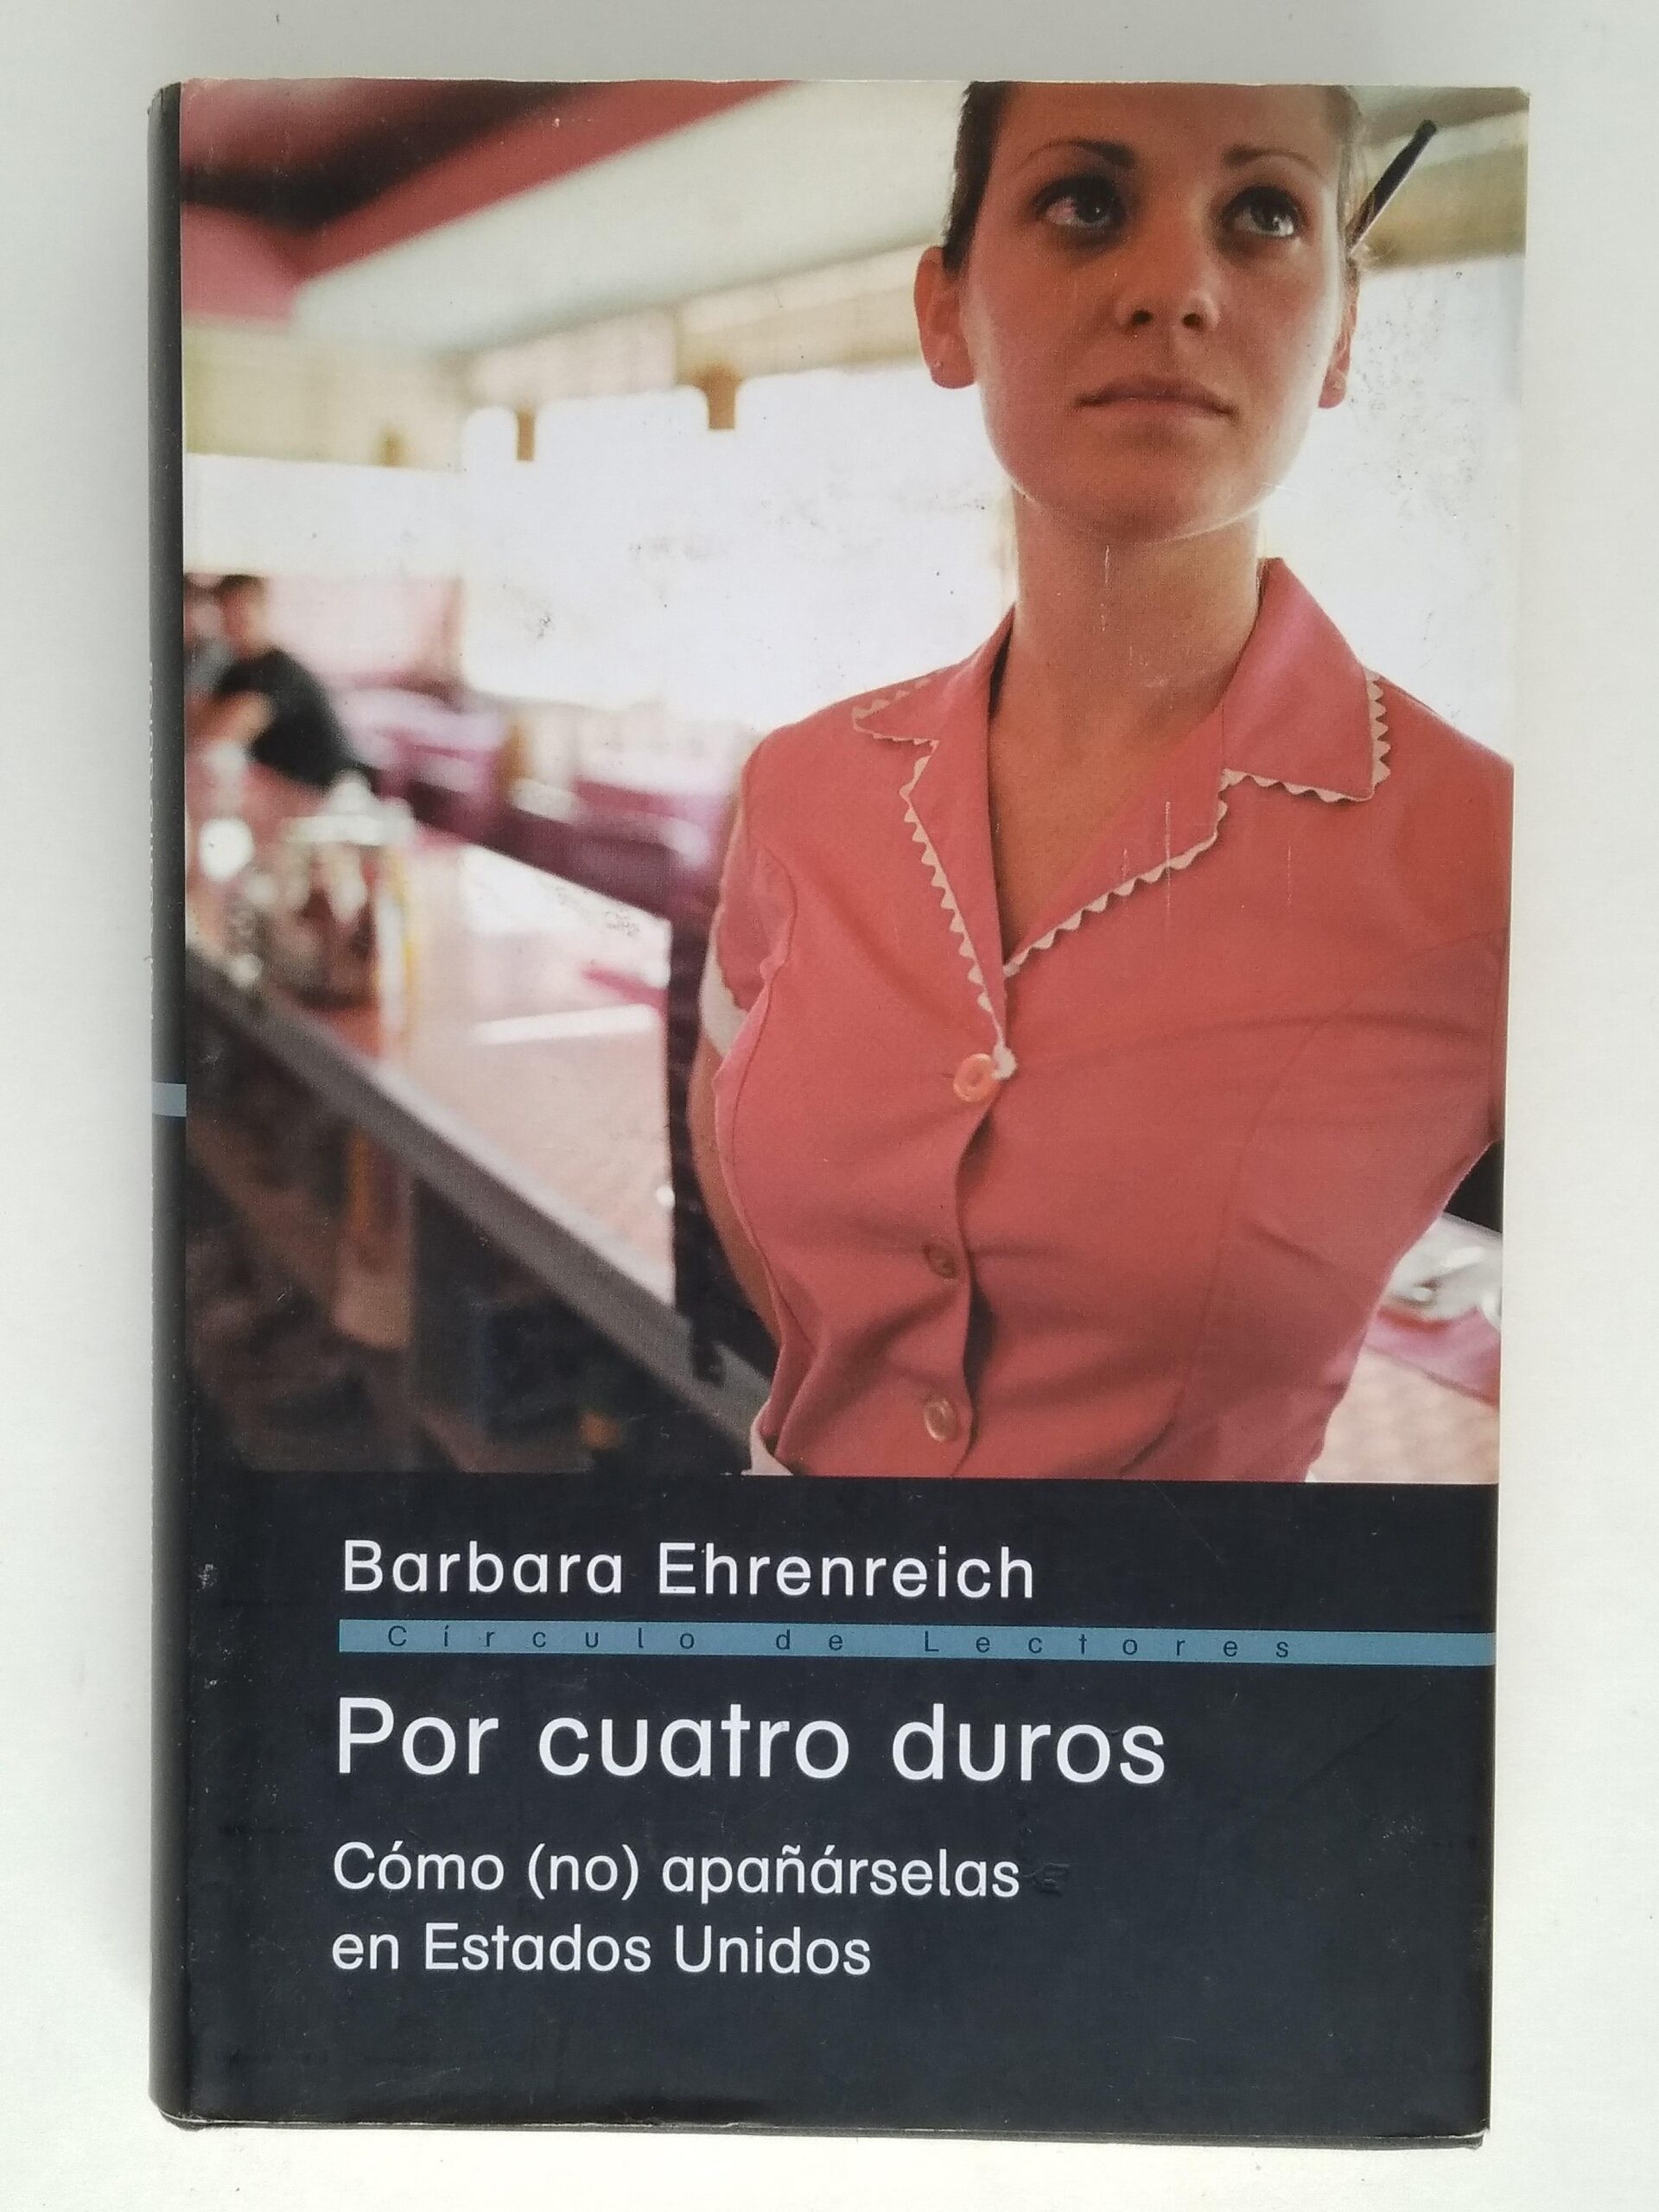 Barbara Ehrenreich
Círculo de Lectores
Por cuatro duros
Cómo (no) apañárselas
en Estados Unidos